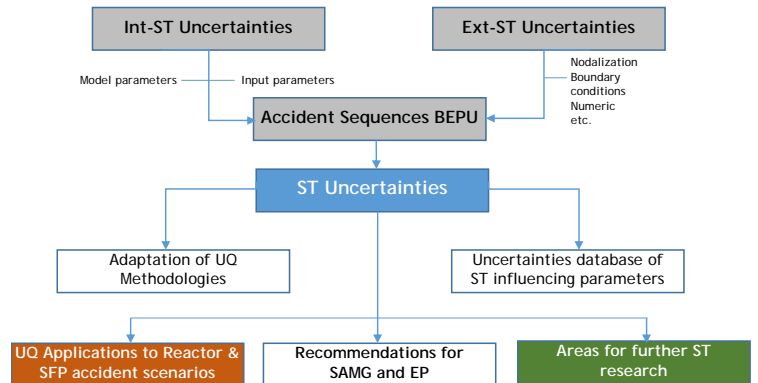 Int-ST Uncertainties
Ext-ST Uncertainties
Model parameters
Input parameters
Nodalization
Boundary
conditions
Numeric
etc.
Accident Sequences BEPU
ST Uncertainties
Adaptation of UQ
Methodologies
Uncertainties database of
ST influencing parameters
UQ Applications to Reactor &
SFP accident scenarios
Recommendations for
SAMG and EP
Areas for further ST
research